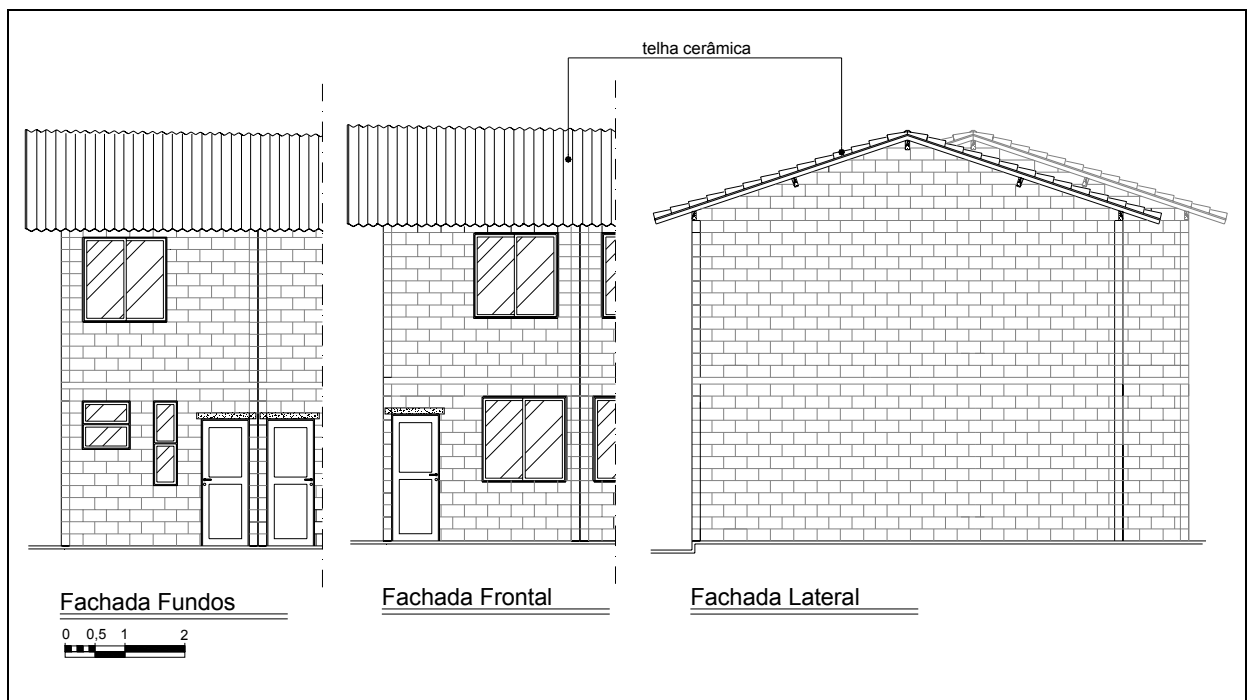 telha cerâmica
Fachada Fundos
Fachada Frontal
Fachada Lateral
0 0,5 1 2